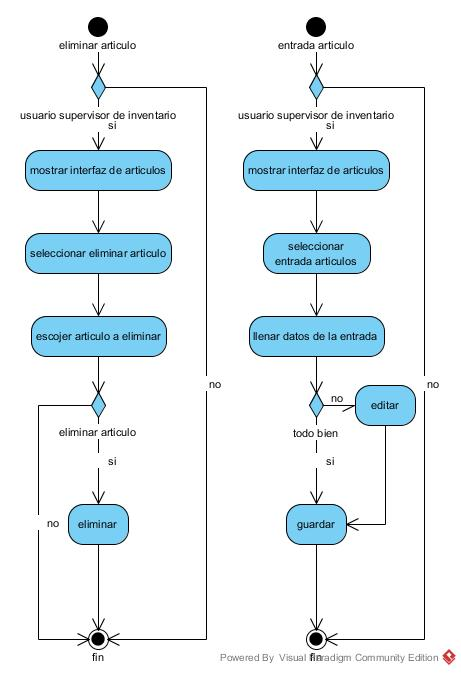 eliminar articulo
usuario supervisor de inventario
si
mostrar interfaz de articulos
seleccionar eliminar articulo
escojer articulo a eliminar
no
eliminar articulo
si
no
eliminar
fin
entrada articulo
usuario supervisor de inventario
si
mostrar interfaz de articulos
seleccionar
entrada articulos
llenar datos de la entrada
no
editar
no
todo bien
si
guardar
fin
Powered By Visual Paradigm Community Edition